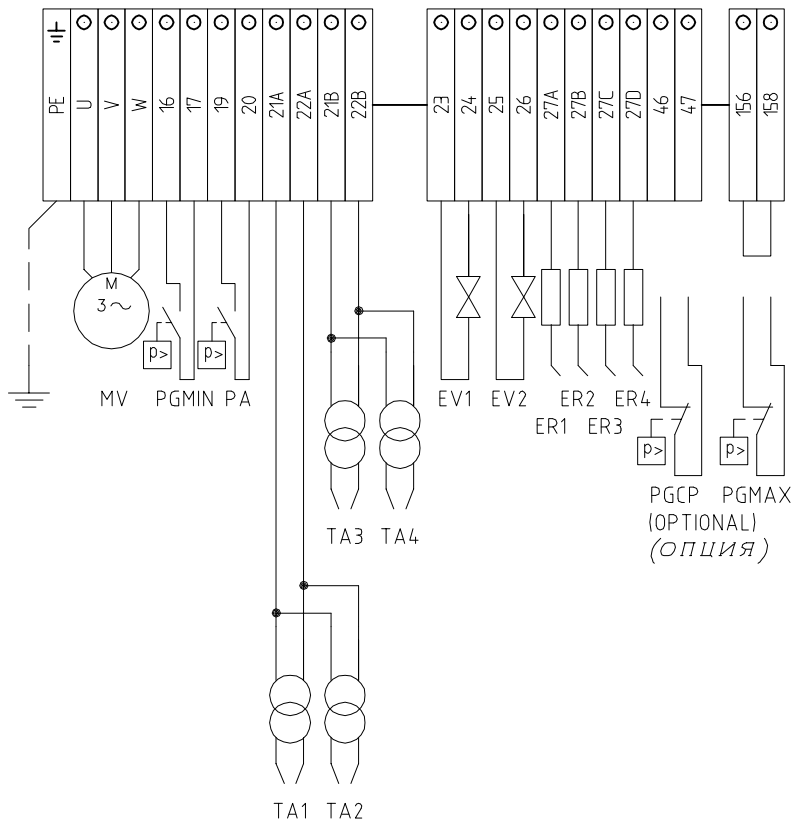 PE U V W 16 17 19 20 21A 22A 21B 22B 23 24 25 26 27A 27B 27C 27D 46 47 156 158
M
3~
p> p>
MV PGMIN PA EV1 EV2 ER2 ER4
ER1 ER3
p> p>
PGCP PGMAX
(OPTIONAL)
(ОПЦИЯ)
TA3 TA4
TA1 TA2